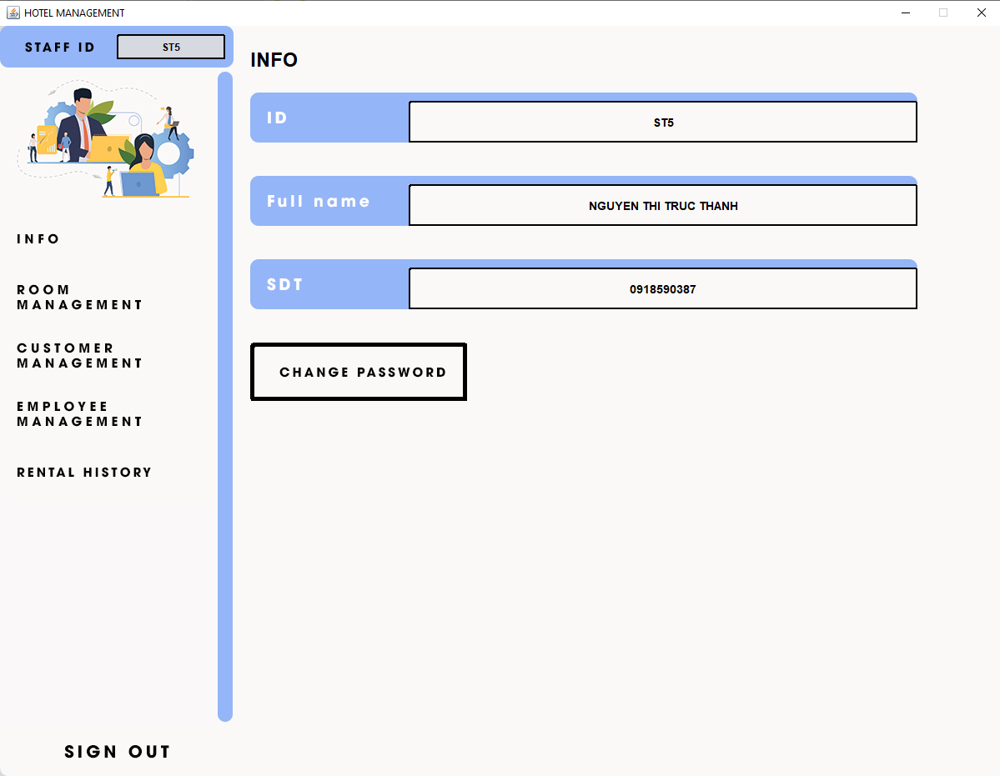 HOTEL MANAGEMENT
STAFF ID
ST5
INFO
ROOM
MANAGEMENT
CUSTOMER
MANAGEMENT
EMPLOYEE
MANAGEMENT
RENTAL HISTORY
SIGN OUT
INFO
ID
ST5
Full name
NGUYEN THI TRUC THANH
SDT
0918590387
CHANGE PASSWORD